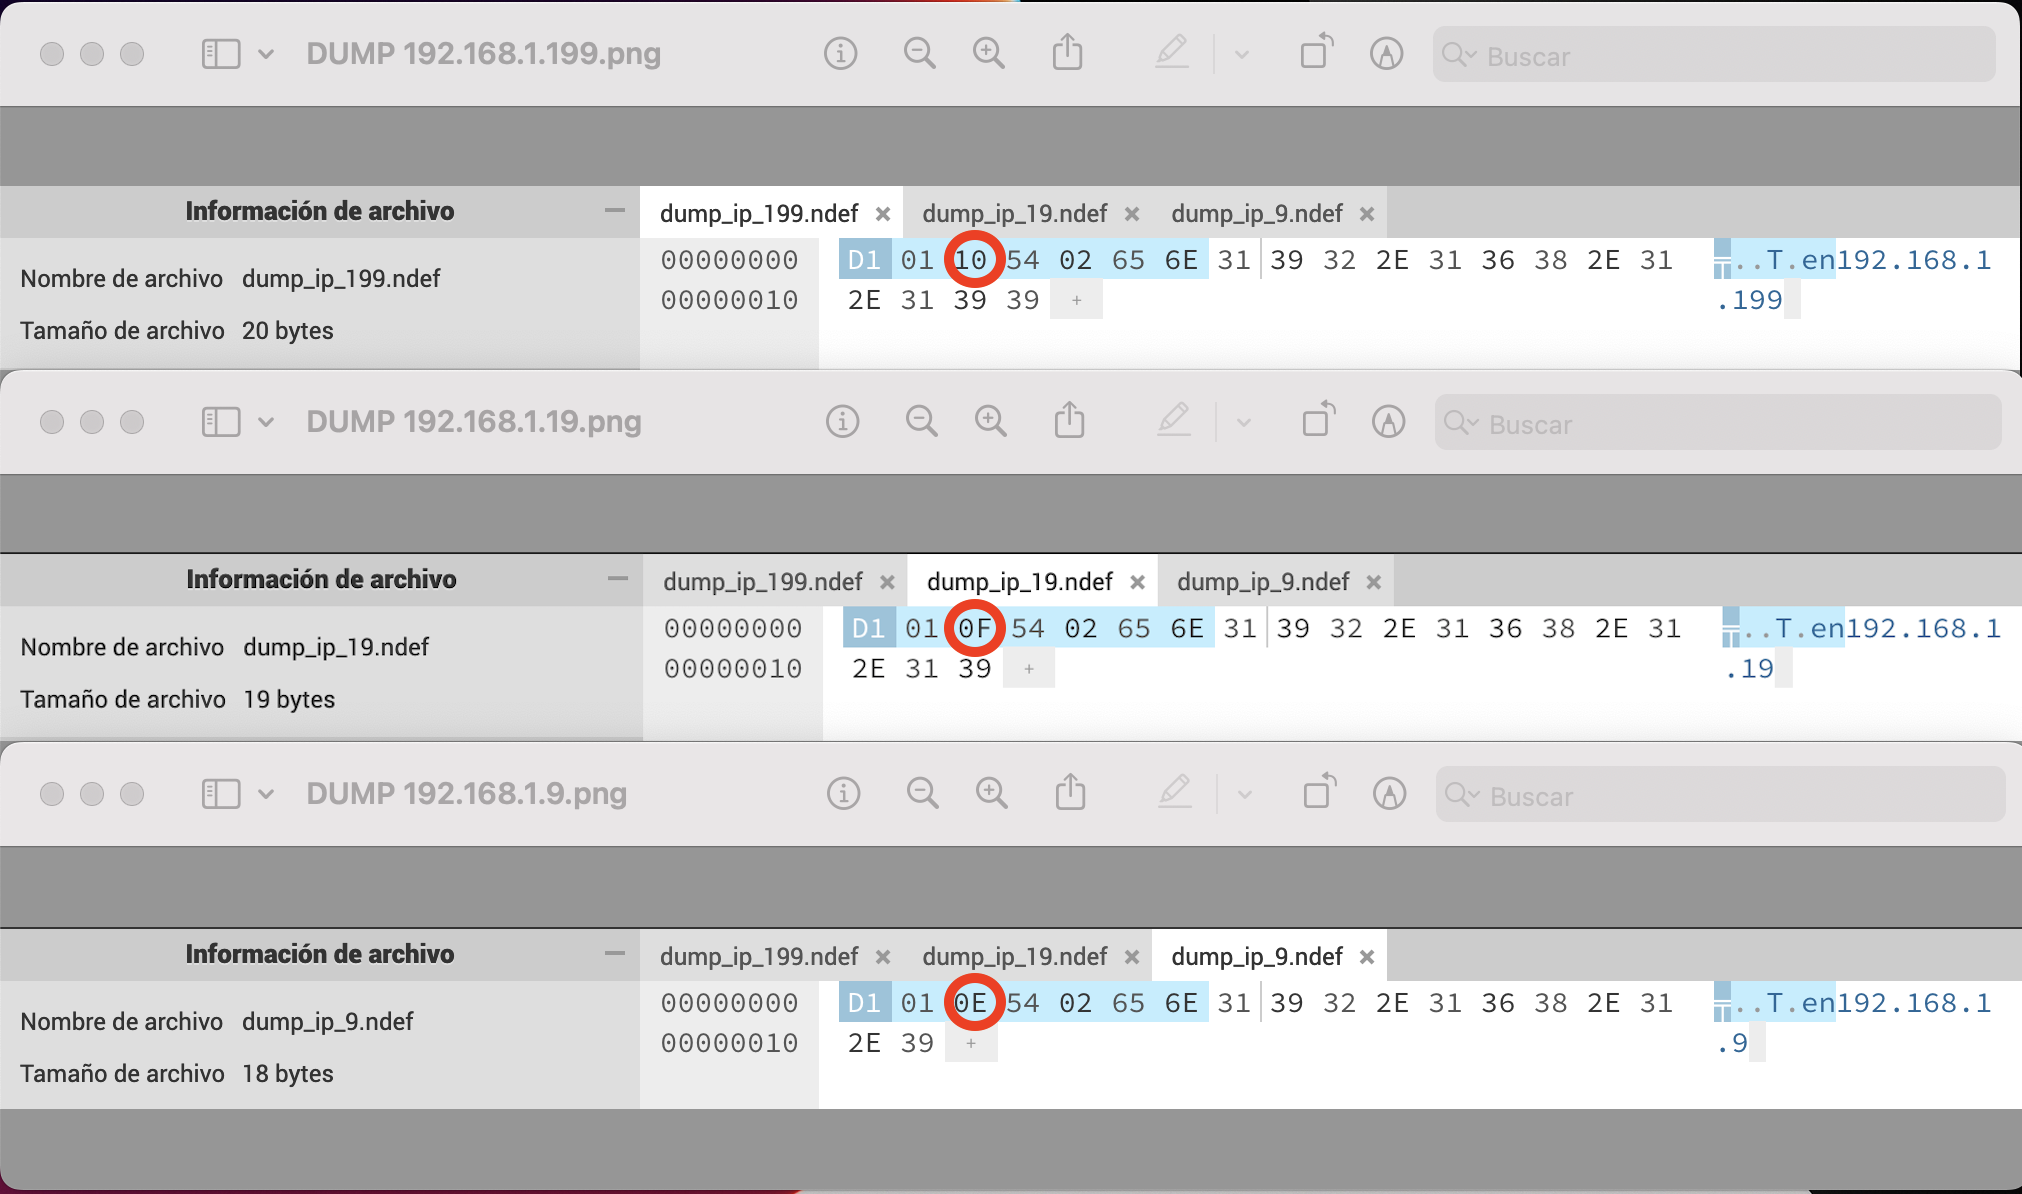 DUMP 192.168.1.199.png
Buscar
Información de archivo
dump_ip_199.ndef × dump_ip_19.ndef × dump_ip_9.ndef ×
Nombre de archivo dump_ip_199.ndef
Tamaño de archivo 20 bytes
00000000 D1 01 10 54 02 65 6E 31 39 32 2E 31 36 38 2E 31 ╤..T.en192.168.1
00000010 2E 31 39 39 + .199
DUMP 192.168.1.19.png
Buscar
Información de archivo
dump_ip_199.ndef × dump_ip_19.ndef × dump_ip_9.ndef ×
Nombre de archivo dump_ip_19.ndef
Tamaño de archivo 19 bytes
00000000 D1 01 0F 54 02 65 6E 31 39 32 2E 31 36 38 2E 31 ╤..T.en192.168.1
00000010 2E 31 39 + .19
DUMP 192.168.1.9.png
Buscar
Información de archivo
dump_ip_199.ndef × dump_ip_19.ndef × dump_ip_9.ndef ×
Nombre de archivo dump_ip_9.ndef
Tamaño de archivo 18 bytes
00000000 D1 01 0E 54 02 65 6E 31 39 32 2E 31 36 38 2E 31 ╤..T.en192.168.1
00000010 2E 39 + .9